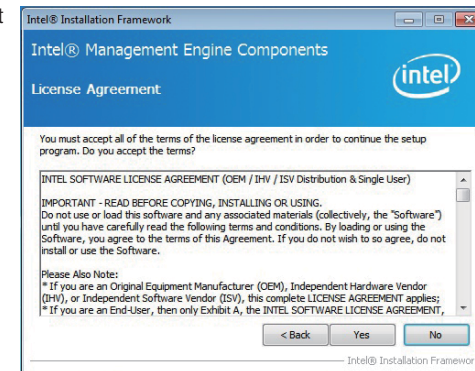 t
Intel® Installation Framework
Intel® Management Engine Components
License Agreement
(intel)
You must accept all of the terms of the license agreement in order to continue the setup
program. Do you accept the terms?
INTEL SOFTWARE LICENSE AGREEMENT (OEM / IHV / ISV Distribution & Single User)
IMPORTANT - READ BEFORE COPYING, INSTALLING OR USING.
Do not use or load this software and any associated materials (collectively, the "Software")
until you have carefully read the following terms and conditions. By loading or using the
Software, you agree to the terms of this Agreement. If you do not wish to so agree, do not
install or use the Software.
Please Also Note:
* If you are an Original Equipment Manufacturer (OEM), Independent Hardware Vendor
(IHV), or Independent Software Vendor (ISV), this complete LICENSE AGREEMENT applies;
* If you are an End-User, then only Exhibit A, the INTEL SOFTWARE LICENSE AGREEMENT,
< Back Yes No
Intel® Installation Framewor